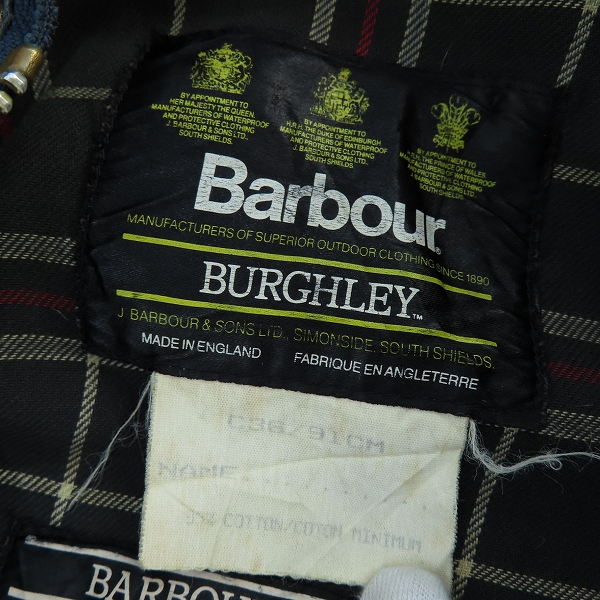 BY APPOINTMENT TO
HER MAJESTY THE QUEEN
MANUFACTURERS OF WATERPROOF
AND PROTECTIVE CLOTHING
J. BARBOUR & SONS LTD.,
SOUTH SHIELDS.
BY APPOINTMENT TO
H.R.H. THE DUKE OF EDINBURGH
MANUFACTURERS OF WATERPROOF
AND PROTECTIVE CLOTHING
J. BARBOUR & SONS LTD.
SOUTH SHIELDS.
BY APPOINTMENT TO
H.R.H. THE PRINCE OF WALES
MANUFACTURERS OF WATERPROOF
AND PROTECTIVE CLOTHING
J. BARBOUR & SONS LTD.
SOUTH SHIELDS.
Barbour
MANUFACTURERS OF SUPERIOR OUTDOOR CLOTHING SINCE 1890
BURGHLEY™
J. BARBOUR & SONS LTD., SIMONSIDE, SOUTH SHIELDS.
MADE IN ENGLAND FABRIQUE EN ANGLETERRE
C36/91CM
NAME...........
COTTON/COTON MINIMUM